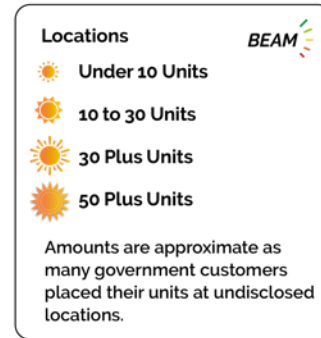 Locations
BEAM
Under 10 Units
10 to 30 Units
30 Plus Units
50 Plus Units
Amounts are approximate as
many government customers
placed their units at undisclosed
locations.